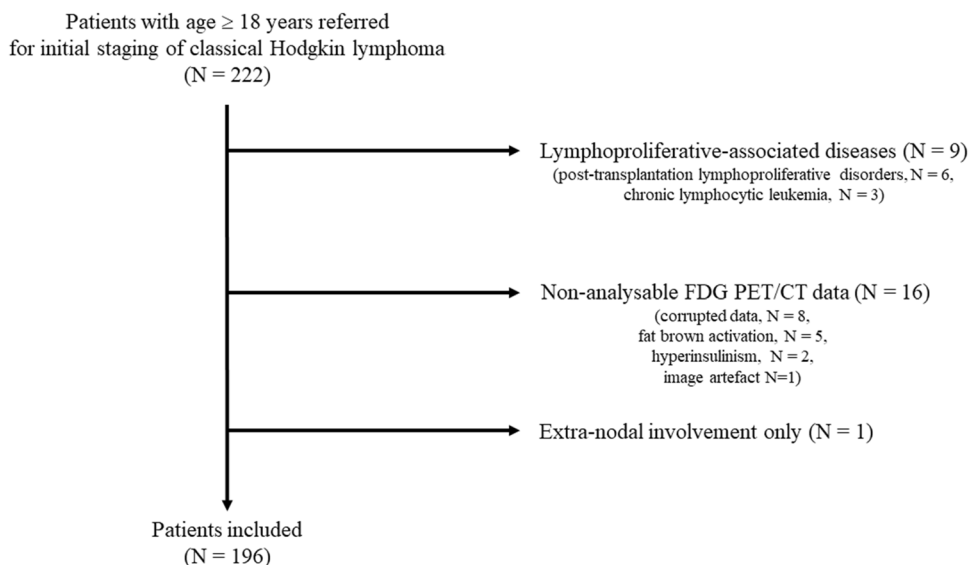 Patients with age ≥ 18 years referred
for initial staging of classical Hodgkin lymphoma
(N = 222)
Lymphoproliferative-associated diseases (N = 9)
(post-transplantation lymphoproliferative disorders, N = 6,
chronic lymphocytic leukemia, N = 3)
Non-analysable FDG PET/CT data (N = 16)
(corrupted data, N = 8,
fat brown activation, N = 5,
hyperinsulinism, N = 2,
image artefact N=1)
Extra-nodal involvement only (N = 1)
Patients included
(N = 196)